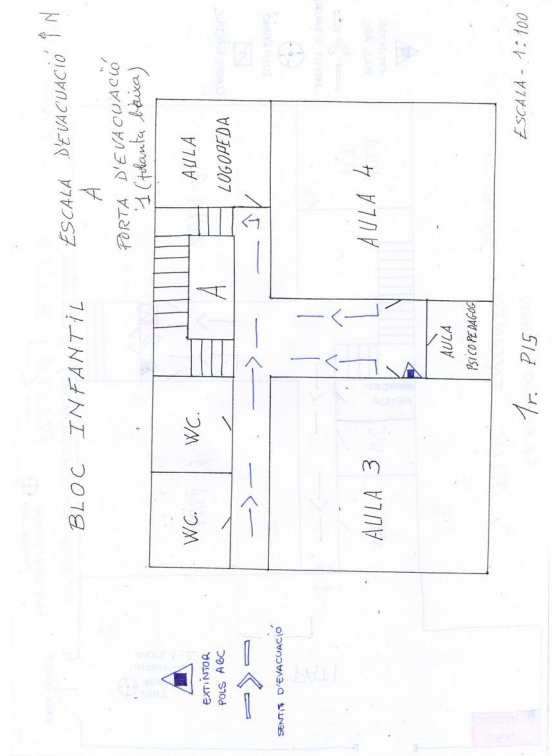 BLOC INFANTIL
ESCALA D'EVACUACIÓ ↑ N
A
PORTA D'EVACUACIÓ
1 (planta baixa)
WC.
WC.
A
AULA
LOGOPEDA
AULA 3
AULA
PSICOPEDAGOG
AULA 4
EXTINTOR
POLS ABC
SENTIT D'EVACUACIÓ
1r. PIS
ESCALA - 1:100